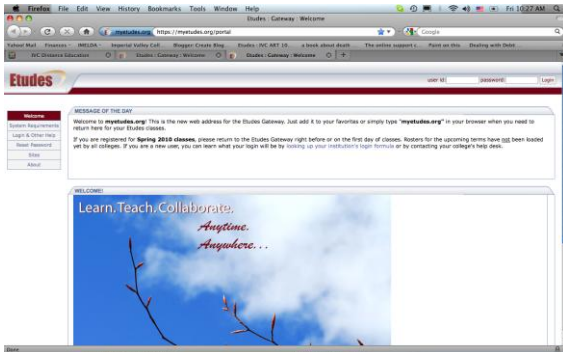 Firefox File Edit View History Bookmarks Tools Window Help Fri 10:27 AM
Etudes : Gateway : Welcome
myetudes.org https://myetudes.org/portal Google
Yahoo! Mail Finances IMELDA Imperial Valley Coll... Blogger: Create Blog... Etudes: IVC ART 10... a book about death ... The online support c... Paint on this Dealing with Debt...
IVC Distance Education Etudes : Gateway : Welcome Etudes : Gateway : Welcome
Etudes
user id: password: Login
Welcome
System Requirements
Login & Other Help
Reset Password
Sites
About
MESSAGE OF THE DAY
Welcome to myetudes.org! This is the new web address for the Etudes Gateway. Just add it to your favorites or simply type "myetudes.org" in your browser when you need to
return here for your Etudes classes.
If you are registered for Spring 2010 classes, please return to the Etudes Gateway right before or on the first day of classes. Rosters for the upcoming terms have not been loaded
yet by all colleges. If you are a new user, you can learn what your login will be by looking up your institution's login formula or by contacting your college's help desk.
WELCOME!
Learn.Teach.Collaborate.
Anytime.
Anywhere...
Done